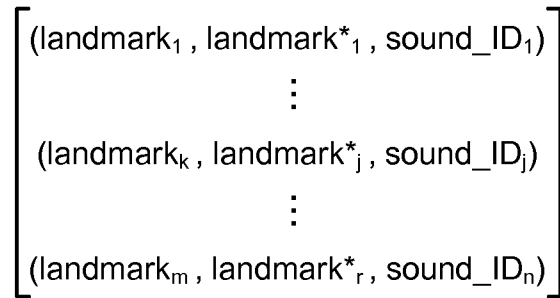 (landmark₁ , landmark*₁ , sound_ID₁)
⋮
(landmarkₖ , landmark*ⱼ , sound_IDⱼ)
⋮
(landmarkₘ , landmark*ᵣ , sound_IDₙ)